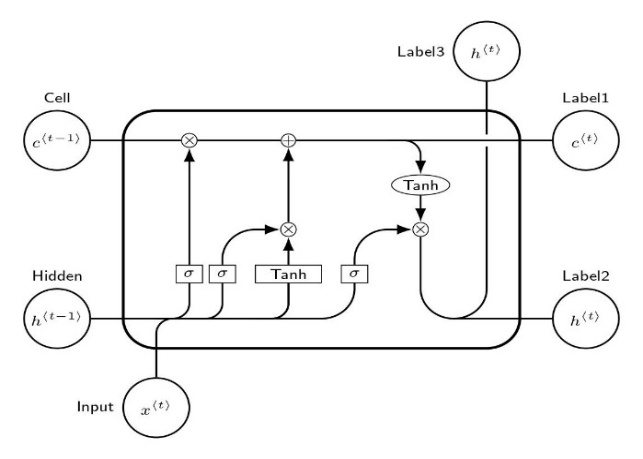 Label3
h⟨t⟩
Cell
Label1
c⟨t−1⟩
×
+
c⟨t⟩
Tanh
×
×
Hidden
σ
σ
Tanh
σ
Label2
h⟨t−1⟩
h⟨t⟩
Input
x⟨t⟩